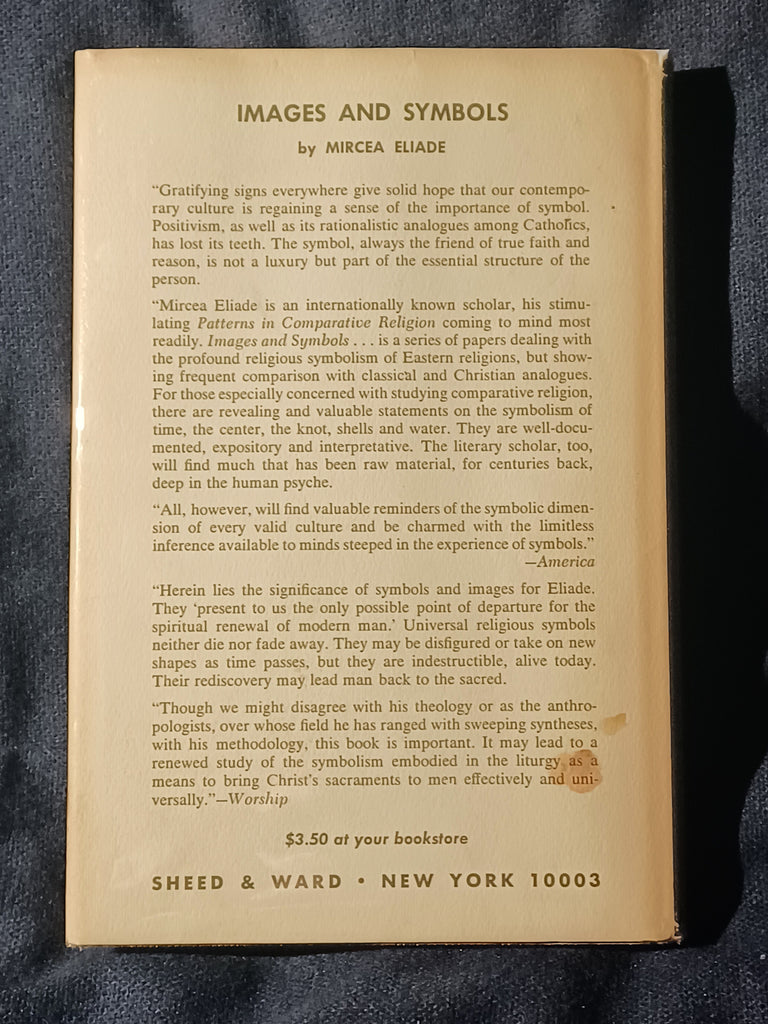 IMAGES AND SYMBOLS
by MIRCEA ELIADE
“Gratifying signs everywhere give solid hope that our contempo-
rary culture is regaining a sense of the importance of symbol.
Positivism, as well as its rationalistic analogues among Catholics,
has lost its teeth. The symbol, always the friend of true faith and
reason, is not a luxury but part of the essential structure of the
person.
“Mircea Eliade is an internationally known scholar, his stimu-
lating Patterns in Comparative Religion coming to mind most
readily. Images and Symbols . . . is a series of papers dealing with
the profound religious symbolism of Eastern religions, but show-
ing frequent comparison with classical and Christian analogues.
For those especially concerned with studying comparative religion,
there are revealing and valuable statements on the symbolism of
time, the center, the knot, shells and water. They are well-docu-
mented, expository and interpretative. The literary scholar, too,
will find much that has been raw material, for centuries back,
deep in the human psyche.
“All, however, will find valuable reminders of the symbolic dimen-
sion of every valid culture and be charmed with the limitless
inference available to minds steeped in the experience of symbols.”
—America
“Herein lies the significance of symbols and images for Eliade.
They ‘present to us the only possible point of departure for the
spiritual renewal of modern man.’ Universal religious symbols
neither die nor fade away. They may be disfigured or take on new
shapes as time passes, but they are indestructible, alive today.
Their rediscovery may lead man back to the sacred.
“Though we might disagree with his theology or as the anthro-
pologists, over whose field he has ranged with sweeping syntheses,
with his methodology, this book is important. It may lead to a
renewed study of the symbolism embodied in the liturgy as a
means to bring Christ’s sacraments to men effectively and uni-
versally.”—Worship
$3.50 at your bookstore
SHEED & WARD • NEW YORK 10003